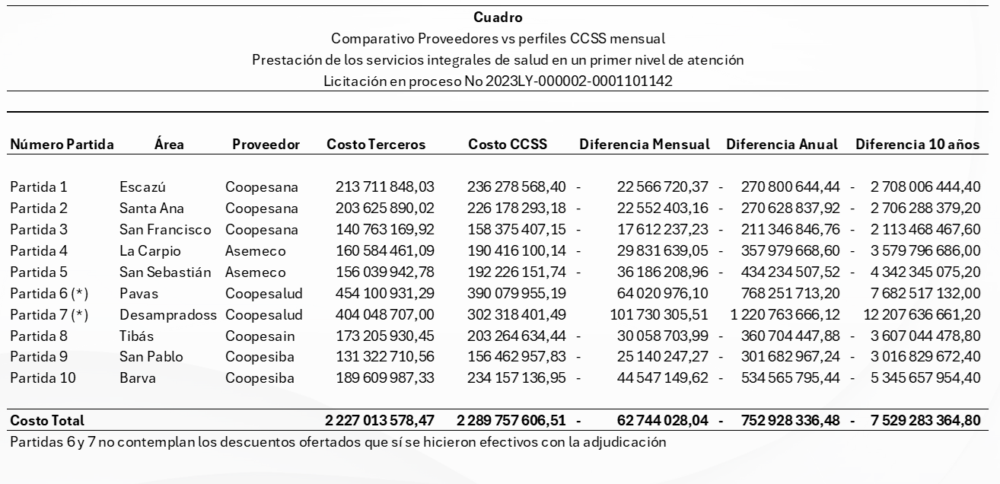 Cuadro
Comparativo Proveedores vs perfiles CCSS mensual
Prestación de los servicios integrales de salud en un primer nivel de atención
Licitación en proceso No 2023LY-000002-0001101142
Número Partida Área Proveedor Costo Terceros Costo CCSS Diferencia Mensual Diferencia Anual Diferencia 10 años
Partida 1 Escazú Coopesana 213 711 848,03 236 278 568,40 - 22 566 720,37 - 270 800 644,44 - 2 708 006 444,40
Partida 2 Santa Ana Coopesana 203 625 890,02 226 178 293,18 - 22 552 403,16 - 270 628 837,92 - 2 706 288 379,20
Partida 3 San Francisco Coopesana 140 763 169,92 158 375 407,15 - 17 612 237,23 - 211 346 846,76 - 2 113 468 467,60
Partida 4 La Carpio Asemeco 160 584 461,09 190 416 100,14 - 29 831 639,05 - 357 979 668,60 - 3 579 796 686,00
Partida 5 San Sebastián Asemeco 156 039 942,78 192 226 151,74 - 36 186 208,96 - 434 234 507,52 - 4 342 345 075,20
Partida 6 (*) Pavas Coopesalud 454 100 931,29 390 079 955,19 64 020 976,10 768 251 713,20 7 682 517 132,00
Partida 7 (*) Desampradoss Coopesalud 404 048 707,00 302 318 401,49 101 730 305,51 1 220 763 666,12 12 207 636 661,20
Partida 8 Tibás Coopesain 173 205 930,45 203 264 634,44 - 30 058 703,99 - 360 704 447,88 - 3 607 044 478,80
Partida 9 San Pablo Coopesiba 131 322 710,56 156 462 957,83 - 25 140 247,27 - 301 682 967,24 - 3 016 829 672,40
Partida 10 Barva Coopesiba 189 609 987,33 234 157 136,95 - 44 547 149,62 - 534 565 795,44 - 5 345 657 954,40
Costo Total 2 227 013 578,47 2 289 757 606,51 - 62 744 028,04 - 752 928 336,48 - 7 529 283 364,80
Partidas 6 y 7 no contemplan los descuentos ofertados que sí se hicieron efectivos con la adjudicación